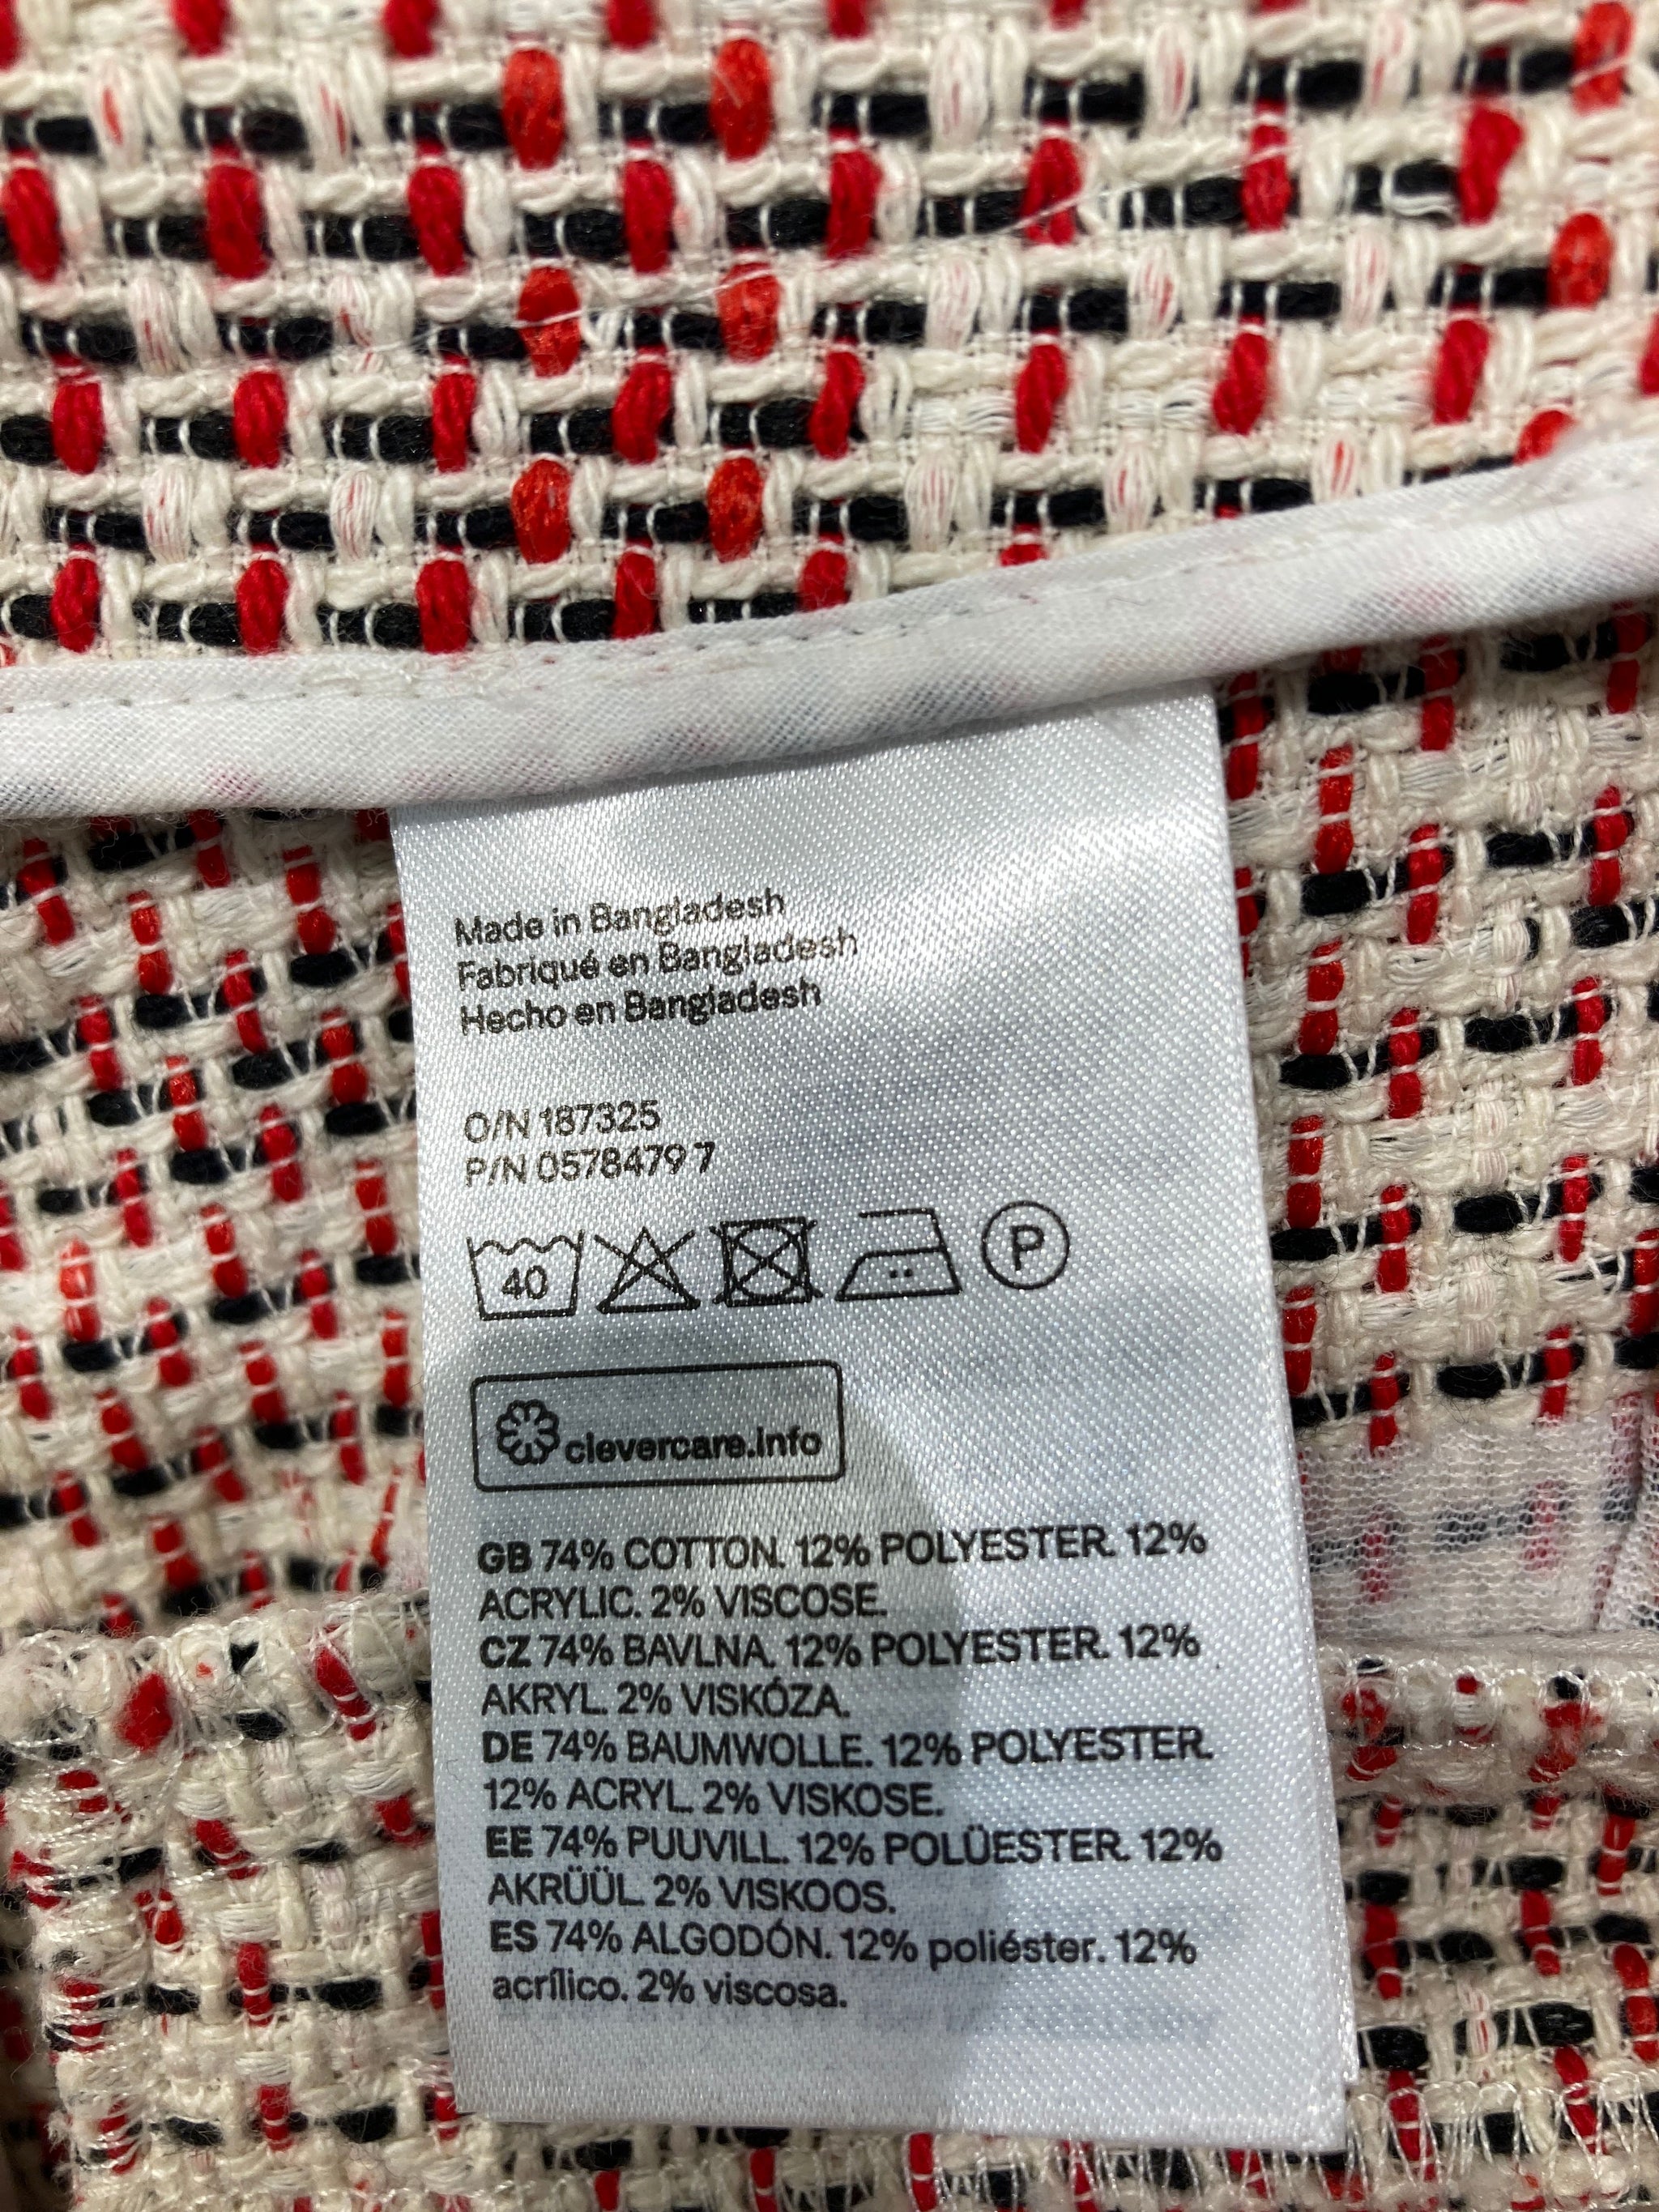 Made in Bangladesh
Fabriqué en Bangladesh
Hecho en Bangladesh
O/N 187325
P/N 0578479 7
40
P
clevercare.info
GB 74% COTTON. 12% POLYESTER. 12%
ACRYLIC. 2% VISCOSE.
CZ 74% BAVLNA. 12% POLYESTER. 12%
AKRYL. 2% VISKÓZA.
DE 74% BAUMWOLLE. 12% POLYESTER.
12% ACRYL. 2% VISKOSE.
EE 74% PUUVILL. 12% POLÜESTER. 12%
AKRÜÜL. 2% VISKOOS.
ES 74% ALGODÓN. 12% poliéster. 12%
acrílico. 2% viscosa.